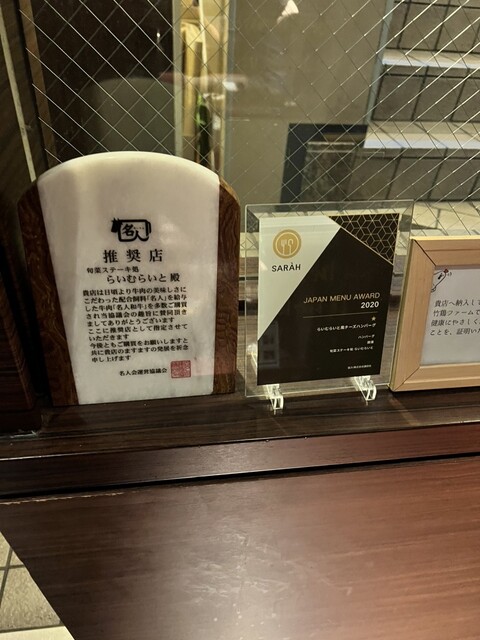 名人
推奨店
旬菜ステーキ処
らいむらいと殿
貴店は日頃より牛肉の美味しさに
こだわった配合飼料「名人」を給与
した牛肉「名人和牛」を多数ご購買
され当協議会の趣旨に賛同頂き
ましてありがとうございます
ここに推奨店として指定させて
いただきます
今後ともご購買をお願いしますと
共に貴店のますますの発展を祈念
申し上げます
名人会運営協議会
SARAH
JAPAN MENU AWARD
2020
らいむらいと風チーズハンバーグ
ハンバーグ
旬菜ステーキ処 らいむらいと
貴店へ納入して
竹鶏ファームで
健康にやさしく
ことを、証明いた